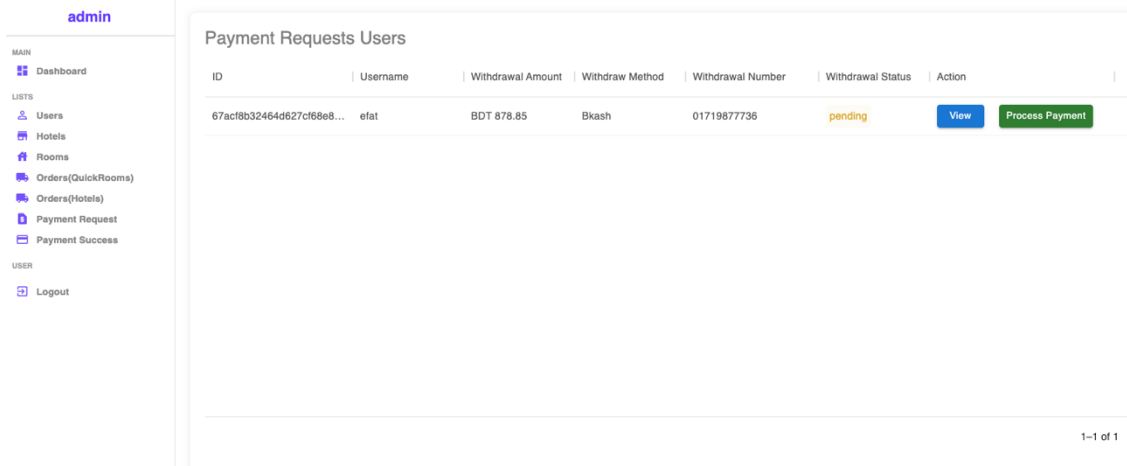 admin
MAIN
Dashboard
LISTS
Users
Hotels
Rooms
Orders(QuickRooms)
Orders(Hotels)
Payment Request
Payment Success
USER
Logout
Payment Requests Users
ID Username Withdrawal Amount Withdraw Method Withdrawal Number Withdrawal Status Action
67acf8b32464d627cf68e8... efat BDT 878.85 Bkash 01719877736 pending View Process Payment
1–1 of 1